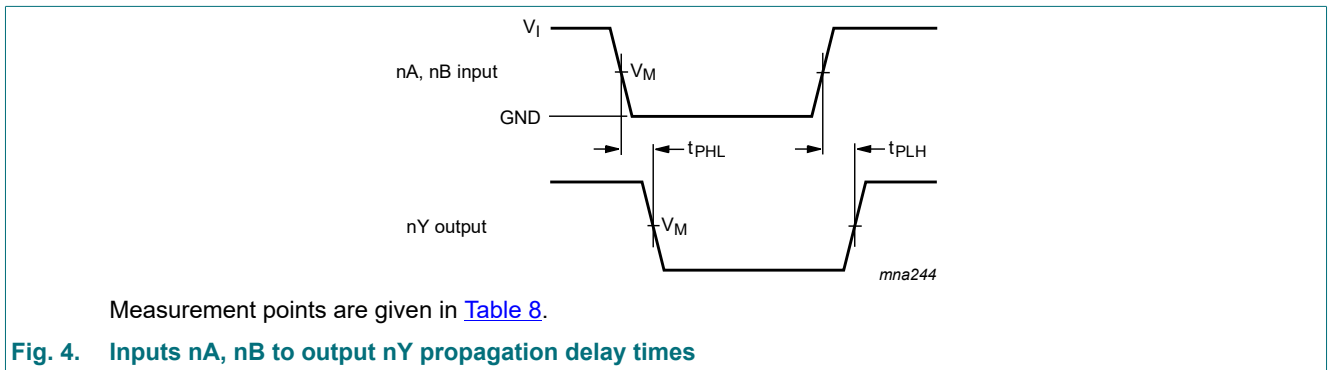 VI
nA, nB input
VM
GND
tPHL
tPLH
nY output
VM
mna244
Measurement points are given in Table 8.
Fig. 4. Inputs nA, nB to output nY propagation delay times